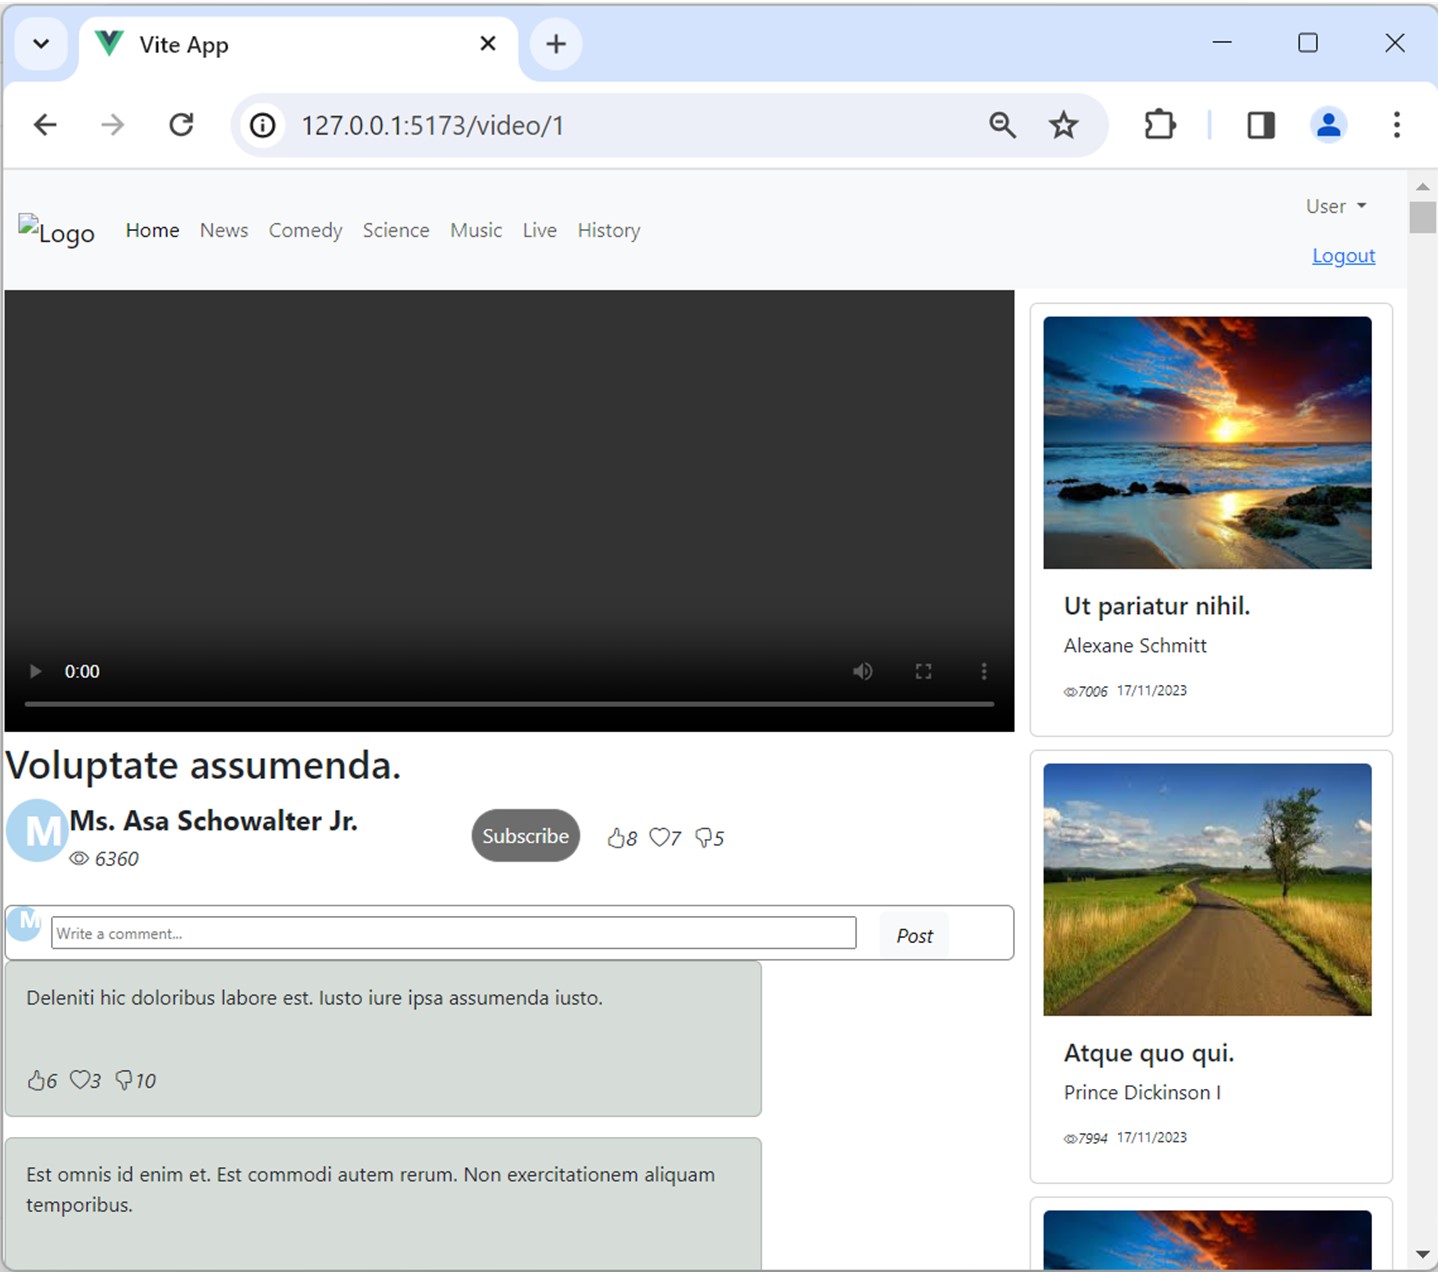 Vite App
127.0.0.1:5173/video/1
Logo Home News Comedy Science Music Live History
User
Logout
0:00
Voluptate assumenda.
M Ms. Asa Schowalter Jr.
6360
Subscribe 8 7 5
M Write a comment... Post
Deleniti hic doloribus labore est. Iusto iure ipsa assumenda iusto.
6 3 10
Est omnis id enim et. Est commodi autem rerum. Non exercitationem aliquam
temporibus.
Ut pariatur nihil.
Alexane Schmitt
7006 17/11/2023
Atque quo qui.
Prince Dickinson I
7994 17/11/2023